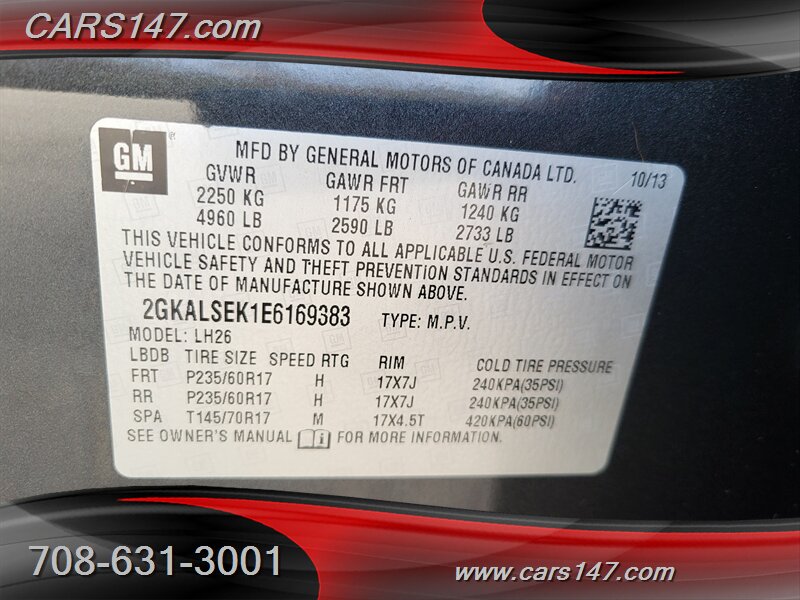 CARS147.com
GM
MFD BY GENERAL MOTORS OF CANADA LTD. 10/13
GVWR GAWR FRT GAWR RR
2250 KG 1175 KG 1240 KG
4960 LB 2590 LB 2733 LB
THIS VEHICLE CONFORMS TO ALL APPLICABLE U.S. FEDERAL MOTOR
VEHICLE SAFETY AND THEFT PREVENTION STANDARDS IN EFFECT ON
THE DATE OF MANUFACTURE SHOWN ABOVE.
2GKALSEK1E6169383 TYPE: M.P.V.
MODEL: LH26
LBDB TIRE SIZE SPEED RTG RIM COLD TIRE PRESSURE
FRT P235/60R17 H 17X7J 240KPA(35PSI)
RR P235/60R17 H 17X7J 240KPA(35PSI)
SPA T145/70R17 M 17X4.5T 420KPA(60PSI)
SEE OWNER'S MANUAL FOR MORE INFORMATION.
708-631-3001
www.cars147.com